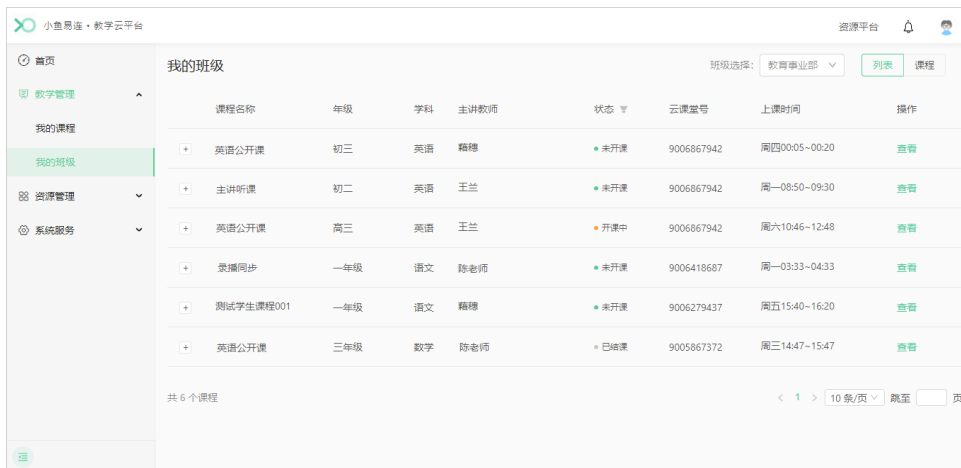 小鱼易连·教学云平台 资源平台
首页
教学管理
我的课程
我的班级
资源管理
系统服务
我的班级 班级选择： 教育事业部 列表 课程
课程名称 年级 学科 主讲教师 状态 云课堂号 上课时间 操作
+ 英语公开课 初三 英语 藉穗 未开课 9006867942 周四00:05~00:20 查看
+ 主讲听课 初二 英语 王兰 未开课 9006867942 周一08:50~09:30 查看
+ 英语公开课 高三 英语 王兰 开课中 9006867942 周六10:46~12:48 查看
+ 录播同步 一年级 语文 陈老师 未开课 9006418687 周一03:33~04:33 查看
+ 测试学生课程001 一年级 语文 藉穗 未开课 9006279437 周五15:40~16:20 查看
+ 英语公开课 三年级 数学 陈老师 已结课 9005867372 周三14:47~15:47 查看
共 6 个课程 < 1 > 10 条/页 跳至 页